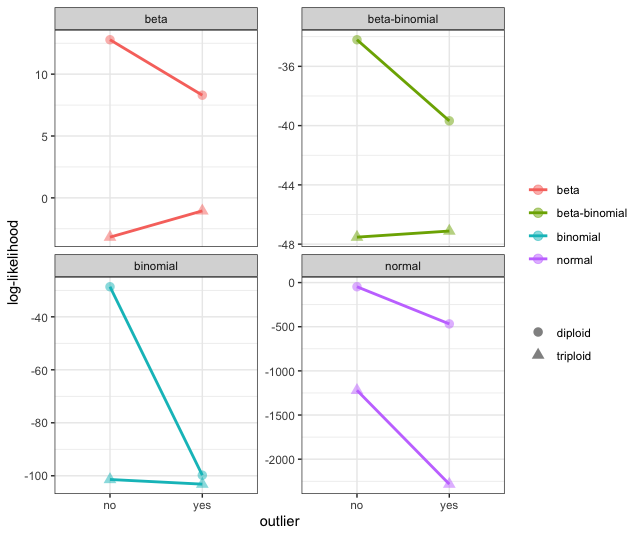 beta
beta-binomial
10
5
0
-36
-40
-44
-48
log-likelihood
binomial
normal
-40
-60
-80
-100
0
-500
-1000
-1500
-2000
no
yes
no
yes
outlier
beta
beta-binomial
binomial
normal
diploid
triploid